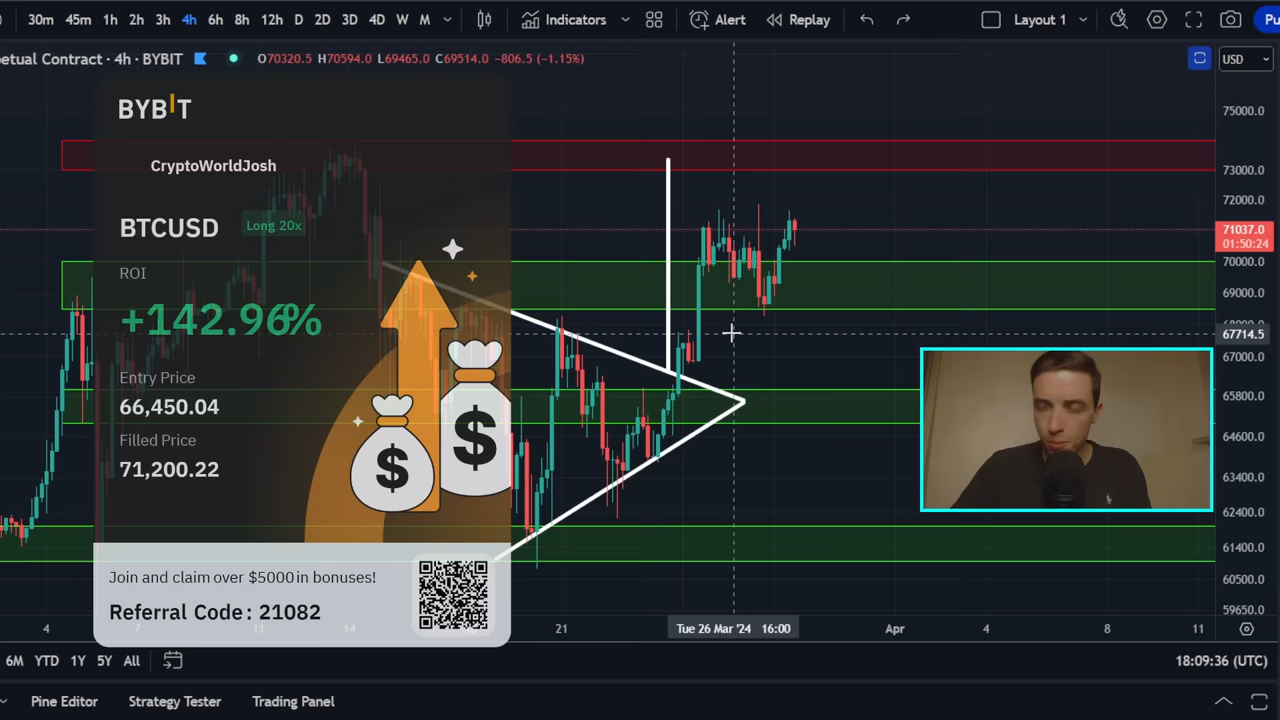 30m 45m 1h 2h 3h 4h 6h 8h 12h D 2D 3D 4D W M Indicators Alert Replay Layout 1 Pu
etual Contract · 4h · BYBIT O70320.5 H70594.0 L69465.0 C69514.0 −806.5 (−1.15%) USD
BYBIT
CryptoWorldJosh
BTCUSD Long 20x
ROI
+142.96%
Entry Price
66,450.04
Filled Price
71,200.22
Join and claim over $5000 in bonuses!
Referral Code: 21082
$ $
75000.0
73000.0
72000.0
71037.0
01:50:24
70000.0
69000.0
67714.5
67000.0
65800.0
64600.0
63400.0
62400.0
61400.0
60500.0
59650.0
4 7 11 14 21 Tue 26 Mar '24 16:00 Apr 4 8 11
6M YTD 1Y 5Y All 18:09:36 (UTC)
Pine Editor Strategy Tester Trading Panel